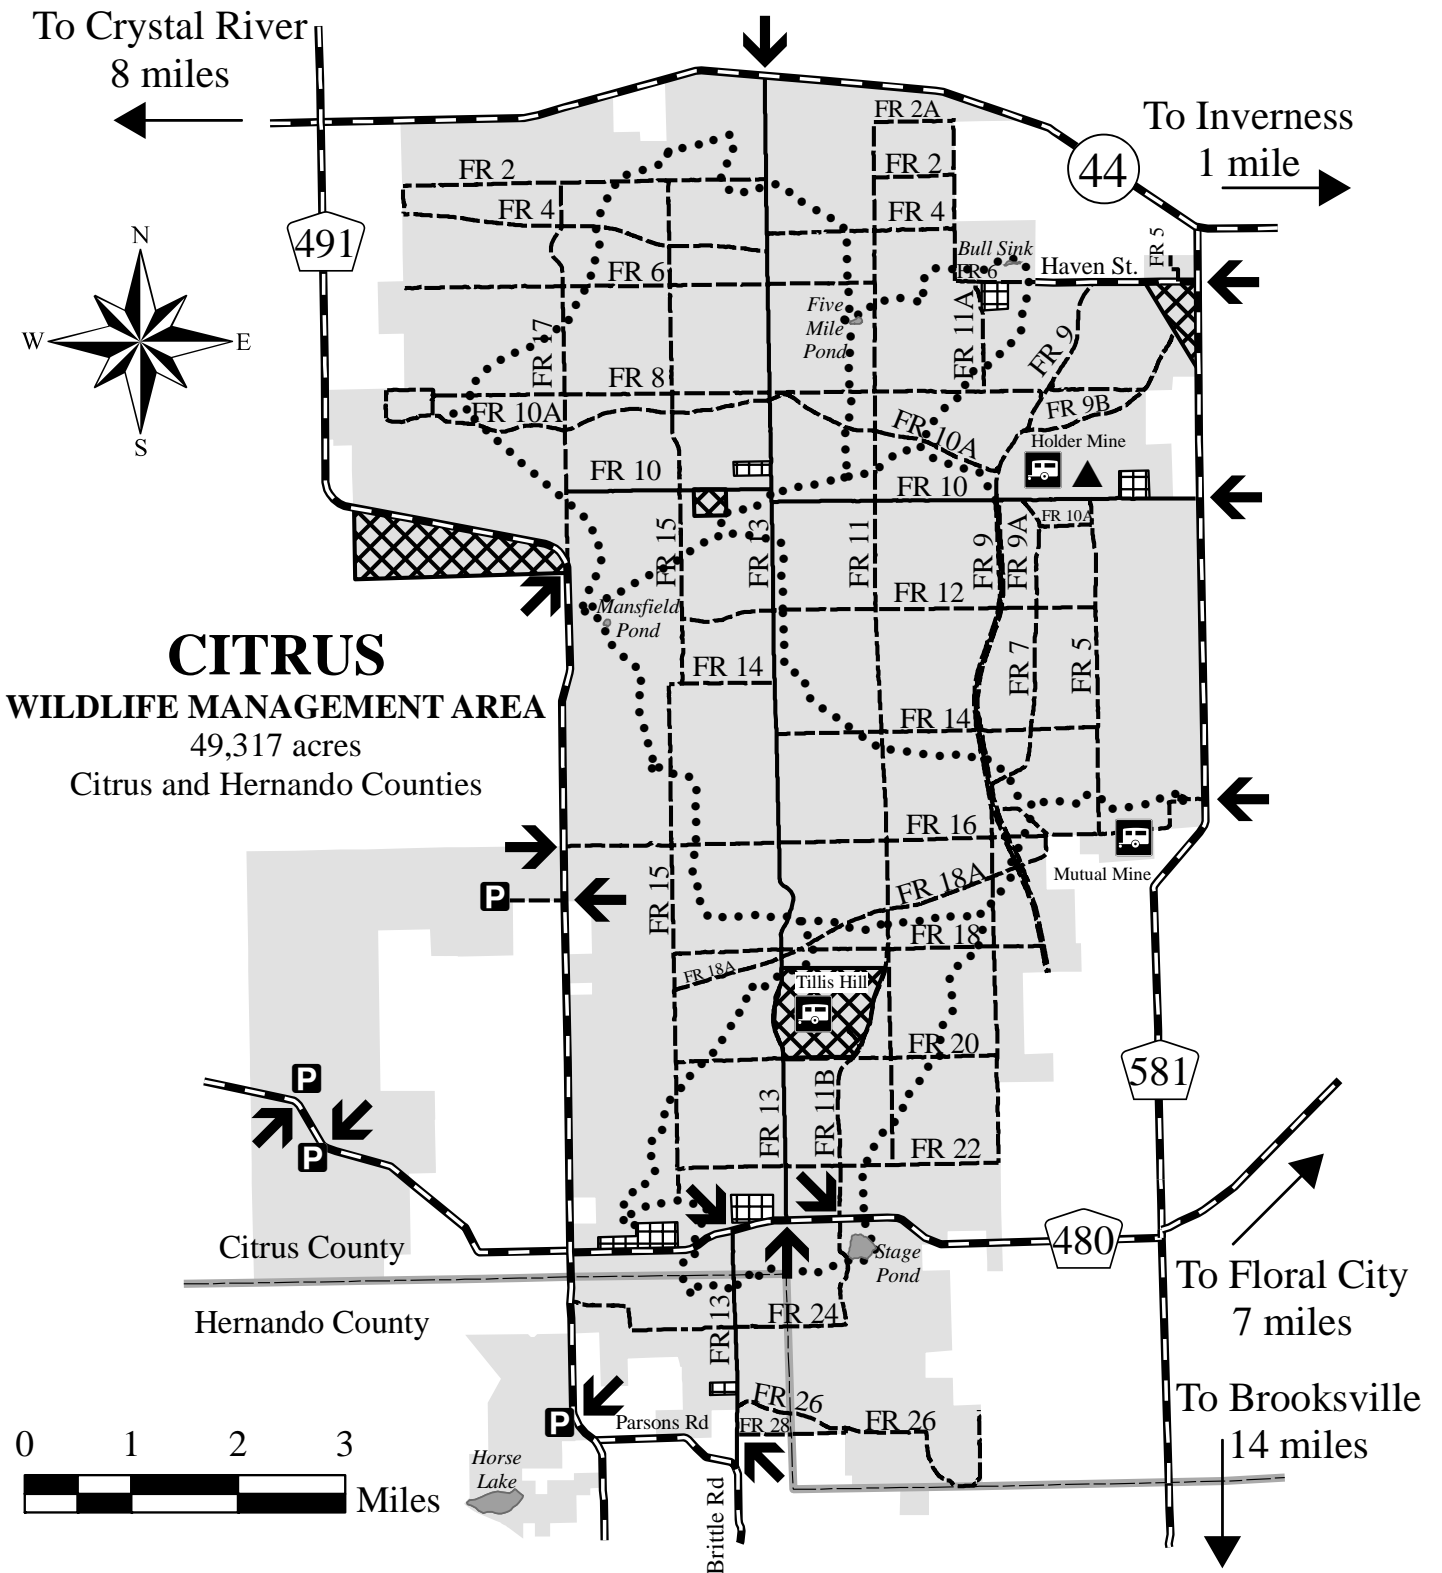 To Crystal River
8 miles
44
To Inverness
1 mile
491
N
W
E
S
FR 2A
FR 2
FR 2
FR 4
FR 4
Bull Sink
FR 6
Haven St.
FR 5
FR 6
Five
Mile
Pond
FR 11A
FR 9
FR 17
FR 8
FR 10A
FR 9B
FR 10A
Holder Mine
FR 10
FR 10
FR 10A
FR 15
FR 13
FR 11
FR 9
FR 9A
FR 12
Mansfield
Pond
CITRUS
WILDLIFE MANAGEMENT AREA
49,317 acres
Citrus and Hernando Counties
FR 14
FR 7
FR 5
FR 14
FR 16
Mutual Mine
FR 18A
P
FR 15
FR 18
FR 18A
Tillis Hill
FR 20
581
P
P
FR 13
FR 11B
FR 22
Citrus County
480
Stage
Pond
To Floral City
7 miles
Hernando County
FR 13
FR 24
To Brooksville
14 miles
FR 26
FR 26
FR 28
P
Parsons Rd
Horse
Lake
Brittle Rd
0 1 2 3
Miles